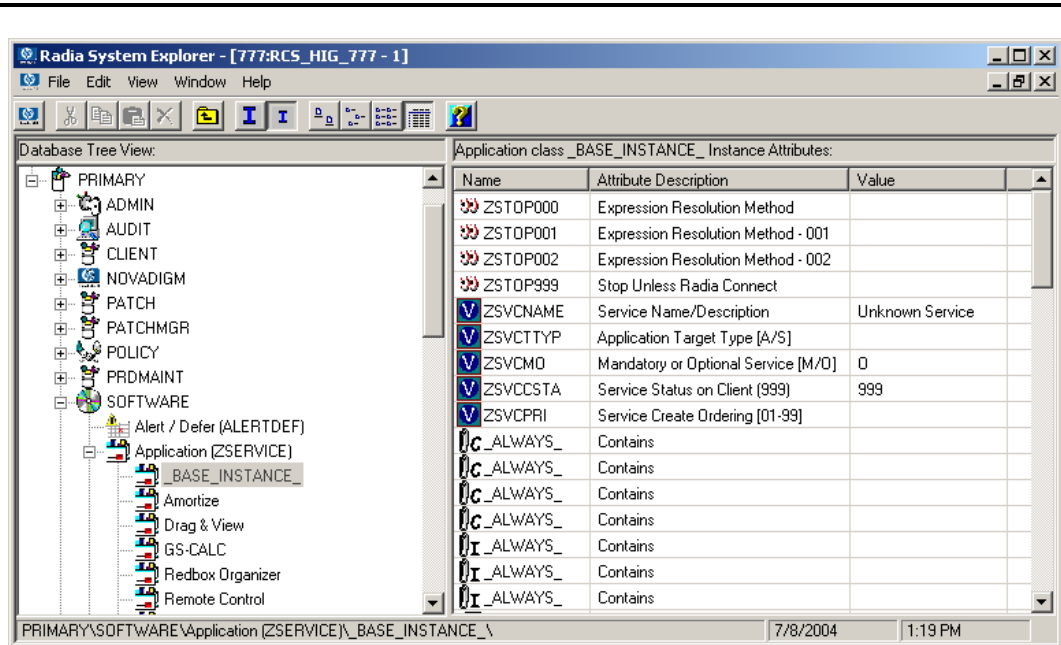 Radia System Explorer - [777:RCS_HIG_777 - 1]
File Edit View Window Help
Database Tree View:
Application class _BASE_INSTANCE_ Instance Attributes:
PRIMARY
ADMIN
AUDIT
CLIENT
NOVADIGM
PATCH
PATCHMGR
POLICY
PRDMAINT
SOFTWARE
Alert / Defer (ALERTDEF)
Application (ZSERVICE)
_BASE_INSTANCE_
Amortize
Drag & View
GS-CALC
Redbox Organizer
Remote Control
Name Attribute Description Value
ZSTOP000 Expression Resolution Method
ZSTOP001 Expression Resolution Method - 001
ZSTOP002 Expression Resolution Method - 002
ZSTOP999 Stop Unless Radia Connect
V ZSVCNAME Service Name/Description Unknown Service
V ZSVCTTYP Application Target Type [A/S]
V ZSVCMO Mandatory or Optional Service [M/O] O
V ZSVCCSTA Service Status on Client (999) 999
V ZSVCPRI Service Create Ordering [01-99]
C _ALWAYS_ Contains
C _ALWAYS_ Contains
C _ALWAYS_ Contains
C _ALWAYS_ Contains
I _ALWAYS_ Contains
I _ALWAYS_ Contains
I _ALWAYS_ Contains
PRIMARY\SOFTWARE\Application (ZSERVICE)\_BASE_INSTANCE_\ 7/8/2004 1:19 PM